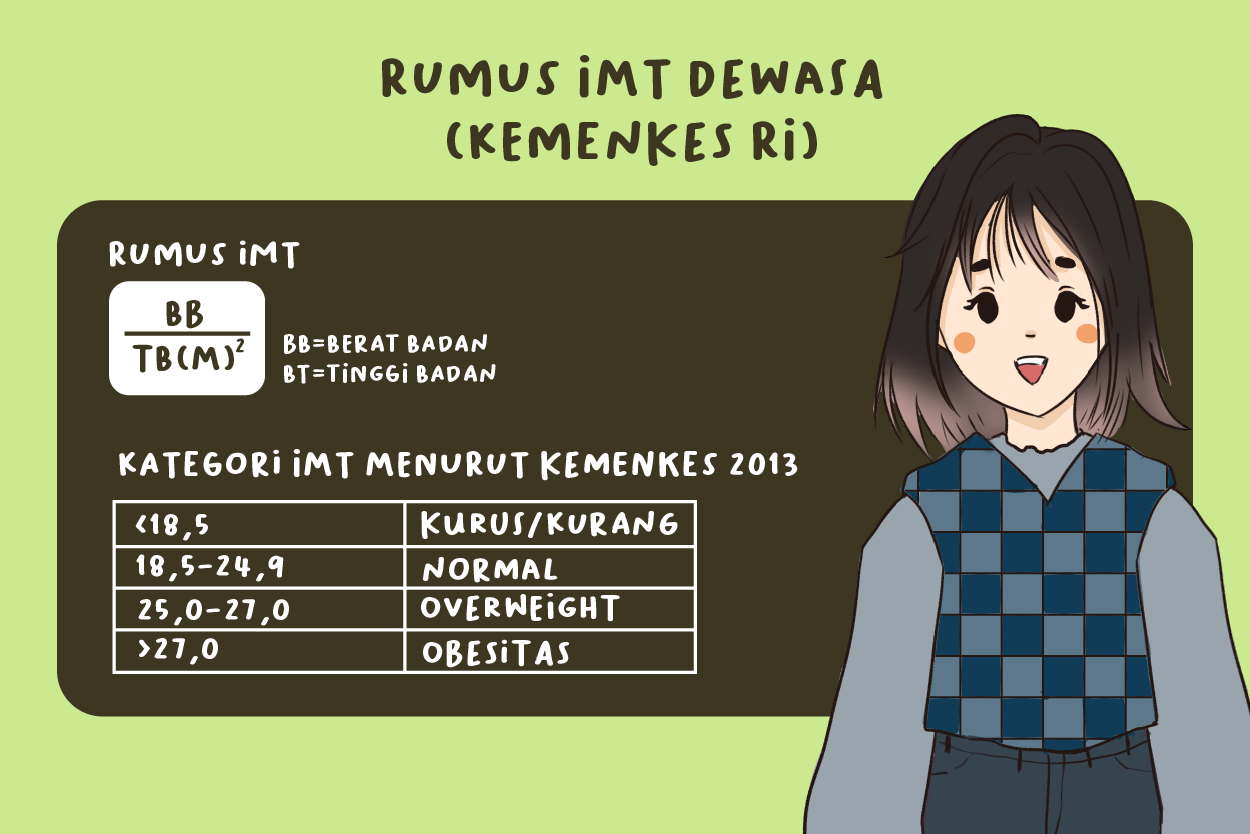 RUMUS iMT DEWASA
(KEMENKES Ri)
RUMUS iMT
BB
TB(M)²
BB=BERAT BADAN
BT=TiNGGi BADAN
KATEGORi iMT MENURUT KEMENKES 2013
<18,5 KURUS/KURANG
18,5-24,9 NORMAL
25,0-27,0 OVERWEiGHT
>27,0 OBESiTAS